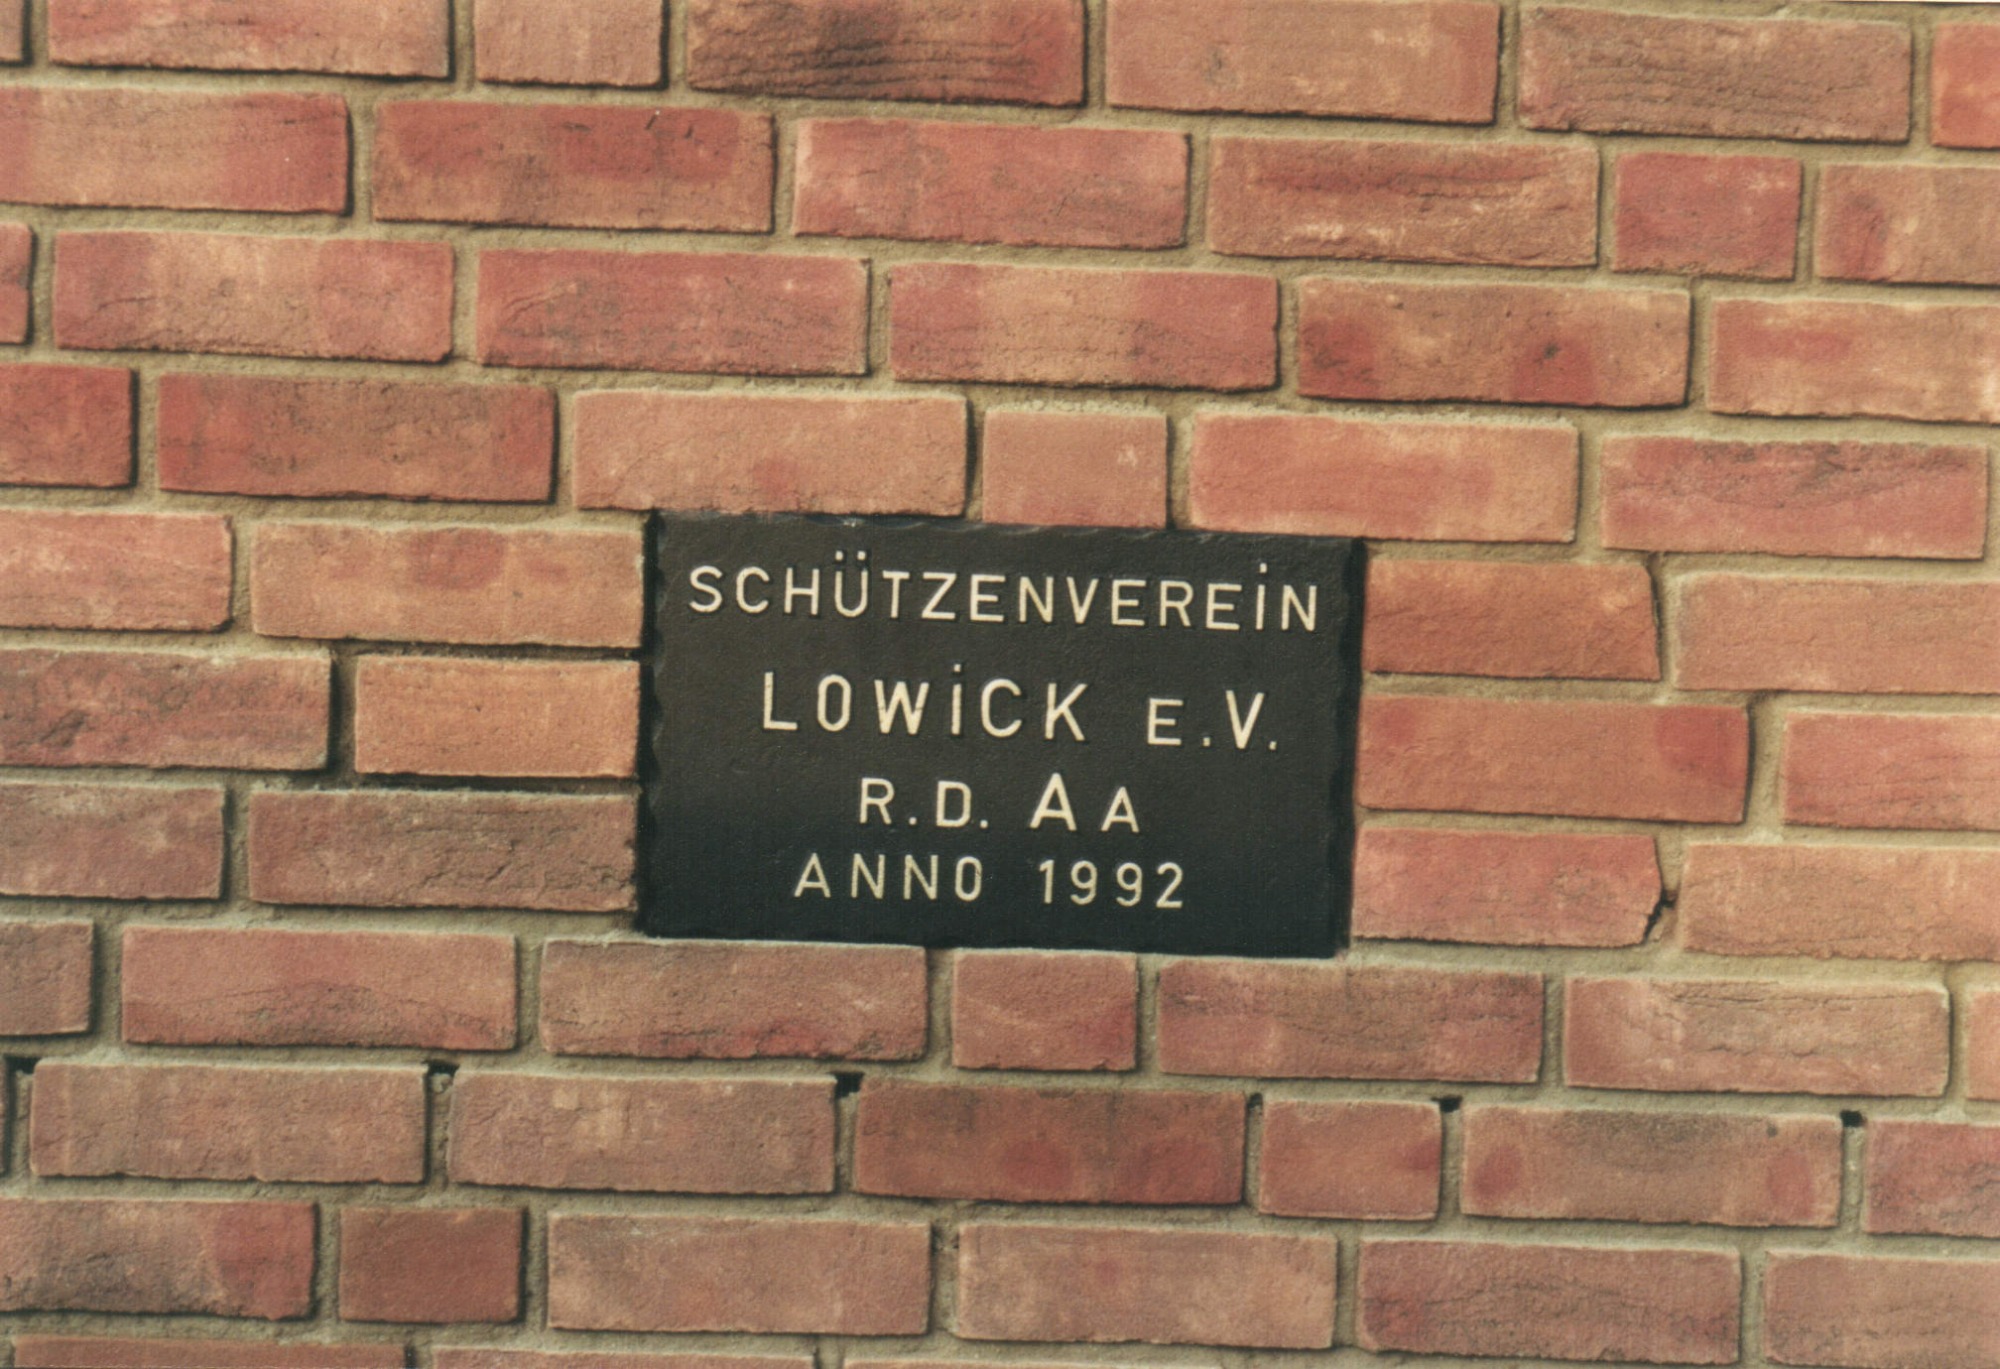 SCHÜTZENVEREiN
LOWiCK E.V.
R.D. AA
ANNO 1992